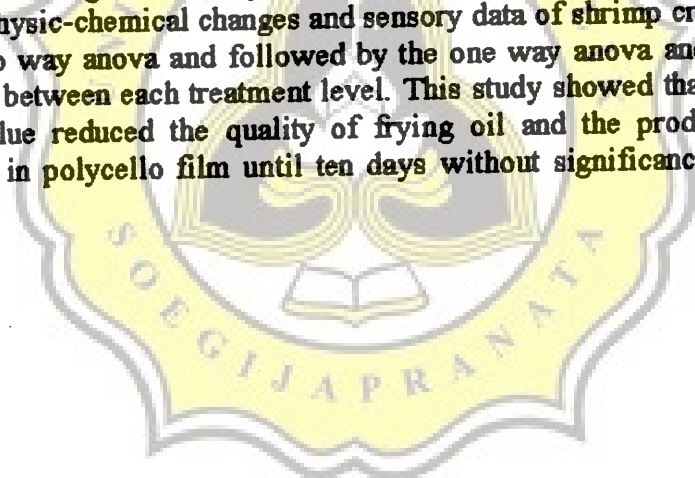 hysic-chemical changes and sensory data of shrimp cr
o way anova and followed by the one way anova an
between each treatment level. This study showed tha
lue reduced the quality of frying oil and the prod
in polycello film until ten days without significanc
SOEGIJAPRANATA